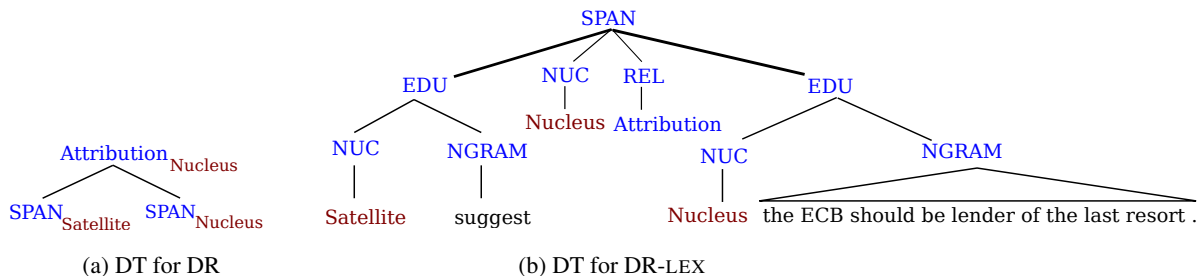 SPAN
EDU NUC REL EDU
Nucleus Attribution
Attribution Nucleus NUC NGRAM NUC NGRAM
SPAN Satellite SPAN Nucleus Satellite suggest Nucleus the ECB should be lender of the last resort .
(a) DT for DR (b) DT for DR-LEX